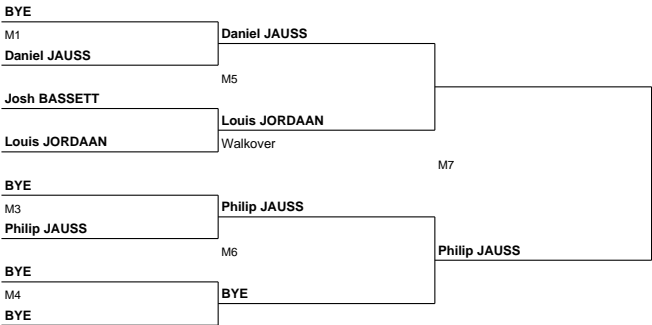 BYE
M1
Daniel JAUSS
Daniel JAUSS
M5
Josh BASSETT
Louis JORDAAN
Louis JORDAAN
Walkover
M7
BYE
M3
Philip JAUSS
Philip JAUSS
M6
Philip JAUSS
BYE
M4
BYE
BYE